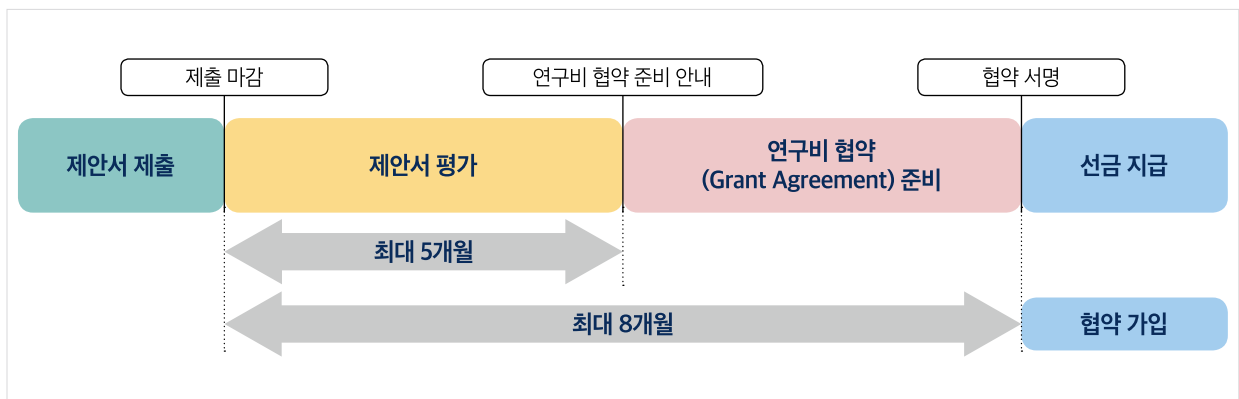 제출 마감
연구비 협약 준비 안내
협약 서명
제안서 제출
제안서 평가
연구비 협약
(Grant Agreement) 준비
선금 지급
최대 5개월
최대 8개월
협약 가입